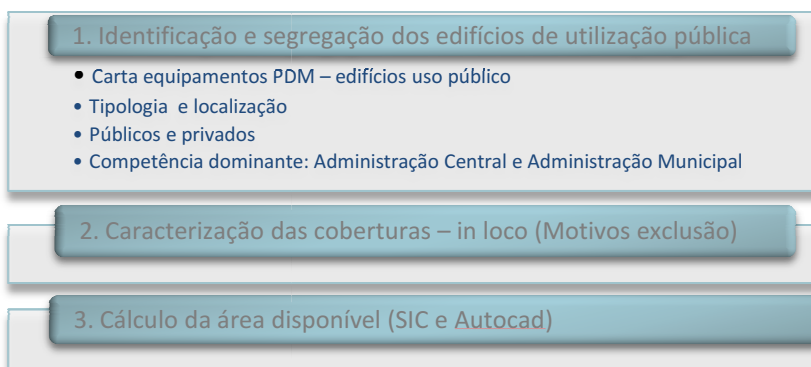 1. Identificação e segregação dos edifícios de utilização pública
• Carta equipamentos PDM – edifícios uso público
• Tipologia e localização
• Públicos e privados
• Competência dominante: Administração Central e Administração Municipal
2. Caracterização das coberturas – in loco (Motivos exclusão)
3. Cálculo da área disponível (SIC e Autocad)